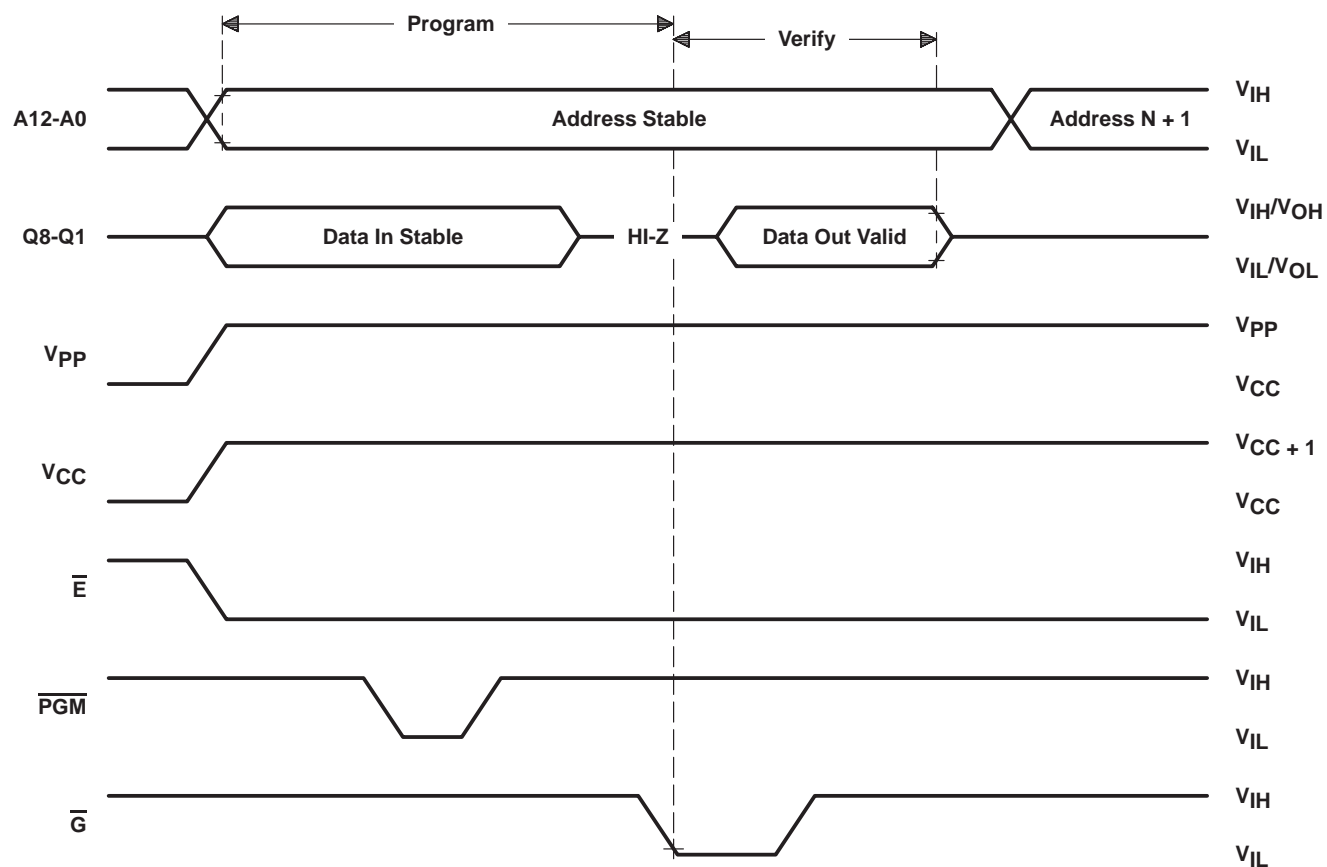 Program
Verify
A12-A0
Address Stable
Address N + 1
VIH
VIL
Q8-Q1
Data In Stable
HI-Z
Data Out Valid
VIH/VOH
VIL/VOL
VPP
VPP
VCC
VCC
VCC + 1
VCC
E̅
VIH
VIL
P̅G̅M̅
VIH
VIL
G̅
VIH
VIL